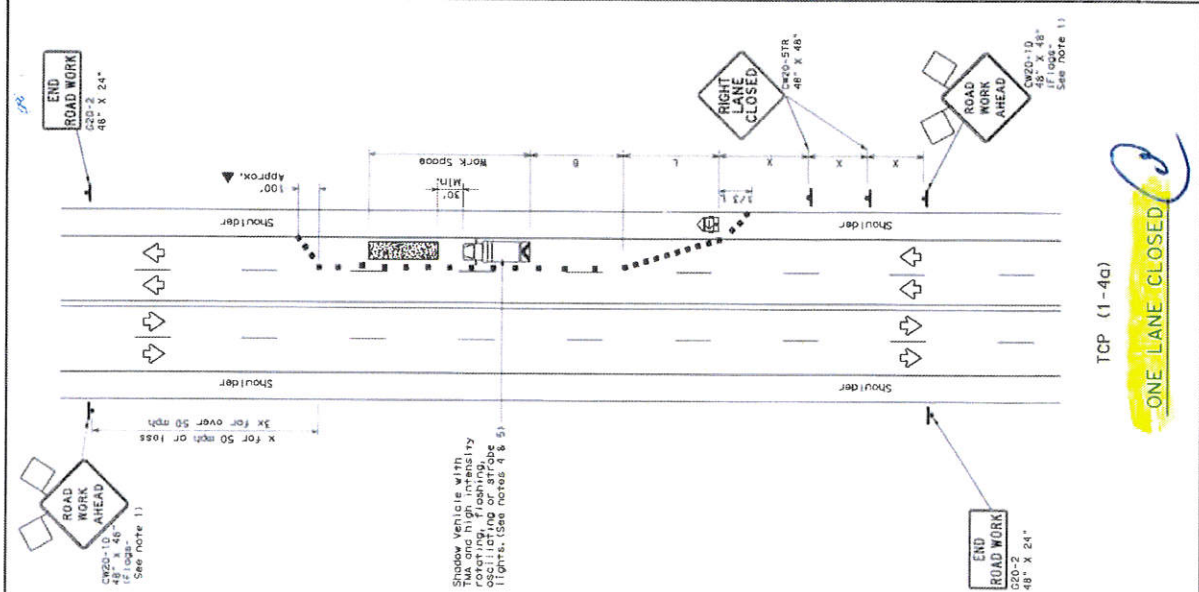 END
ROAD WORK
G20-2
48" X 24"
Shoulder
Shoulder
100'
Approx.
Work Space
30'
Min.
B
L
1/3 L
X
X
X
RIGHT
LANE
CLOSED
CW20-5TR
48" X 48"
ROAD
WORK
AHEAD
CW20-1D
48" X 48"
(Flags-
See note 1)
Shoulder
Shoulder
x for 50 mph or less
3x for over 50 mph
ROAD
WORK
AHEAD
CW20-1D
48" X 48"
(Flags-
See note 1)
Shadow Vehicle with
TMA and high intensity
rotating, flashing,
oscillating or strobe
lights. (See notes 4 & 5)
END
ROAD WORK
G20-2
48" X 24"
TCP (1-4a)
ONE LANE CLOSED